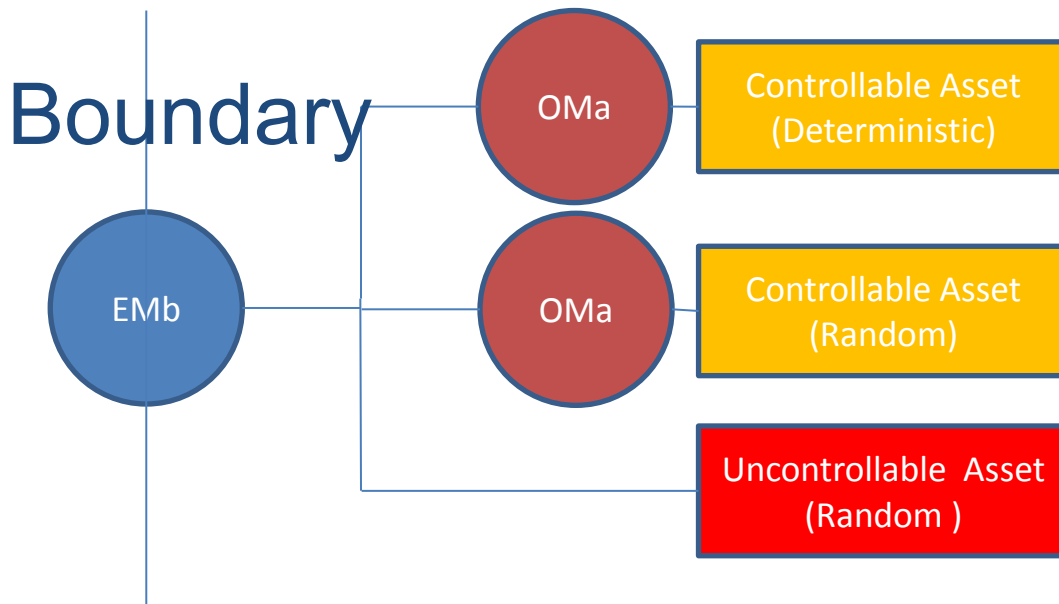 Boundary
OMa
Controllable Asset
(Deterministic)
EMb
OMa
Controllable Asset
(Random)
Uncontrollable  Asset
(Random )